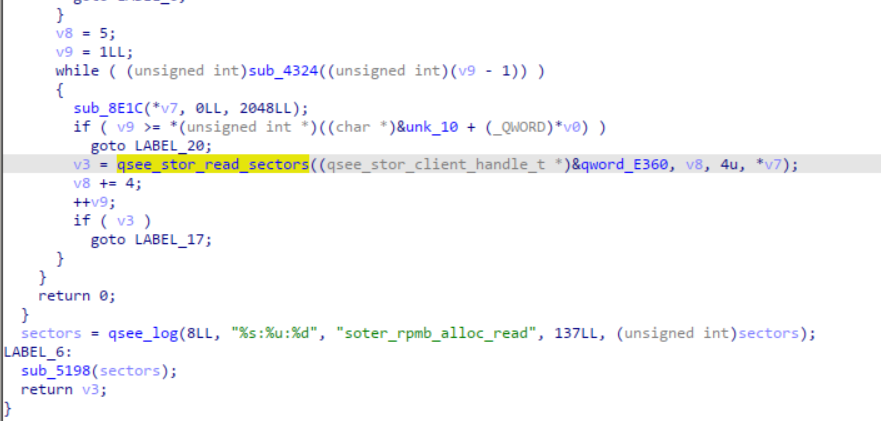 }
v8 = 5;
v9 = 1LL;
while ( (unsigned int)sub_4324((unsigned int)(v9 - 1)) )
{
sub_8E1C(*v7, 0LL, 2048LL);
if ( v9 >= *(unsigned int *)((char *)&unk_10 + (_QWORD)*v0) )
goto LABEL_20;
v3 = qsee_stor_read_sectors((qsee_stor_client_handle_t *)&qword_E360, v8, 4u, *v7);
v8 += 4;
++v9;
if ( v3 )
goto LABEL_17;
}
}
return 0;
}
sectors = qsee_log(8LL, "%s:%u:%d", "soter_rpmb_alloc_read", 137LL, (unsigned int)sectors);
LABEL_6:
sub_5198(sectors);
return v3;
}